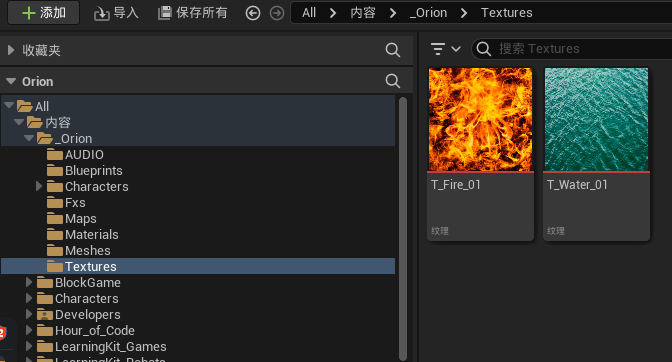 添加 导入 保存所有 All 内容 _Orion Textures
收藏夹
搜索 Textures
Orion
All
内容
_Orion
AUDIO
Blueprints
Characters
Fxs
Maps
Materials
Meshes
Textures
BlockGame
Characters
Developers
Hour_of_Code
LearningKit_Games
LearningKit_Robots
T_Fire_01
纹理
T_Water_01
纹理